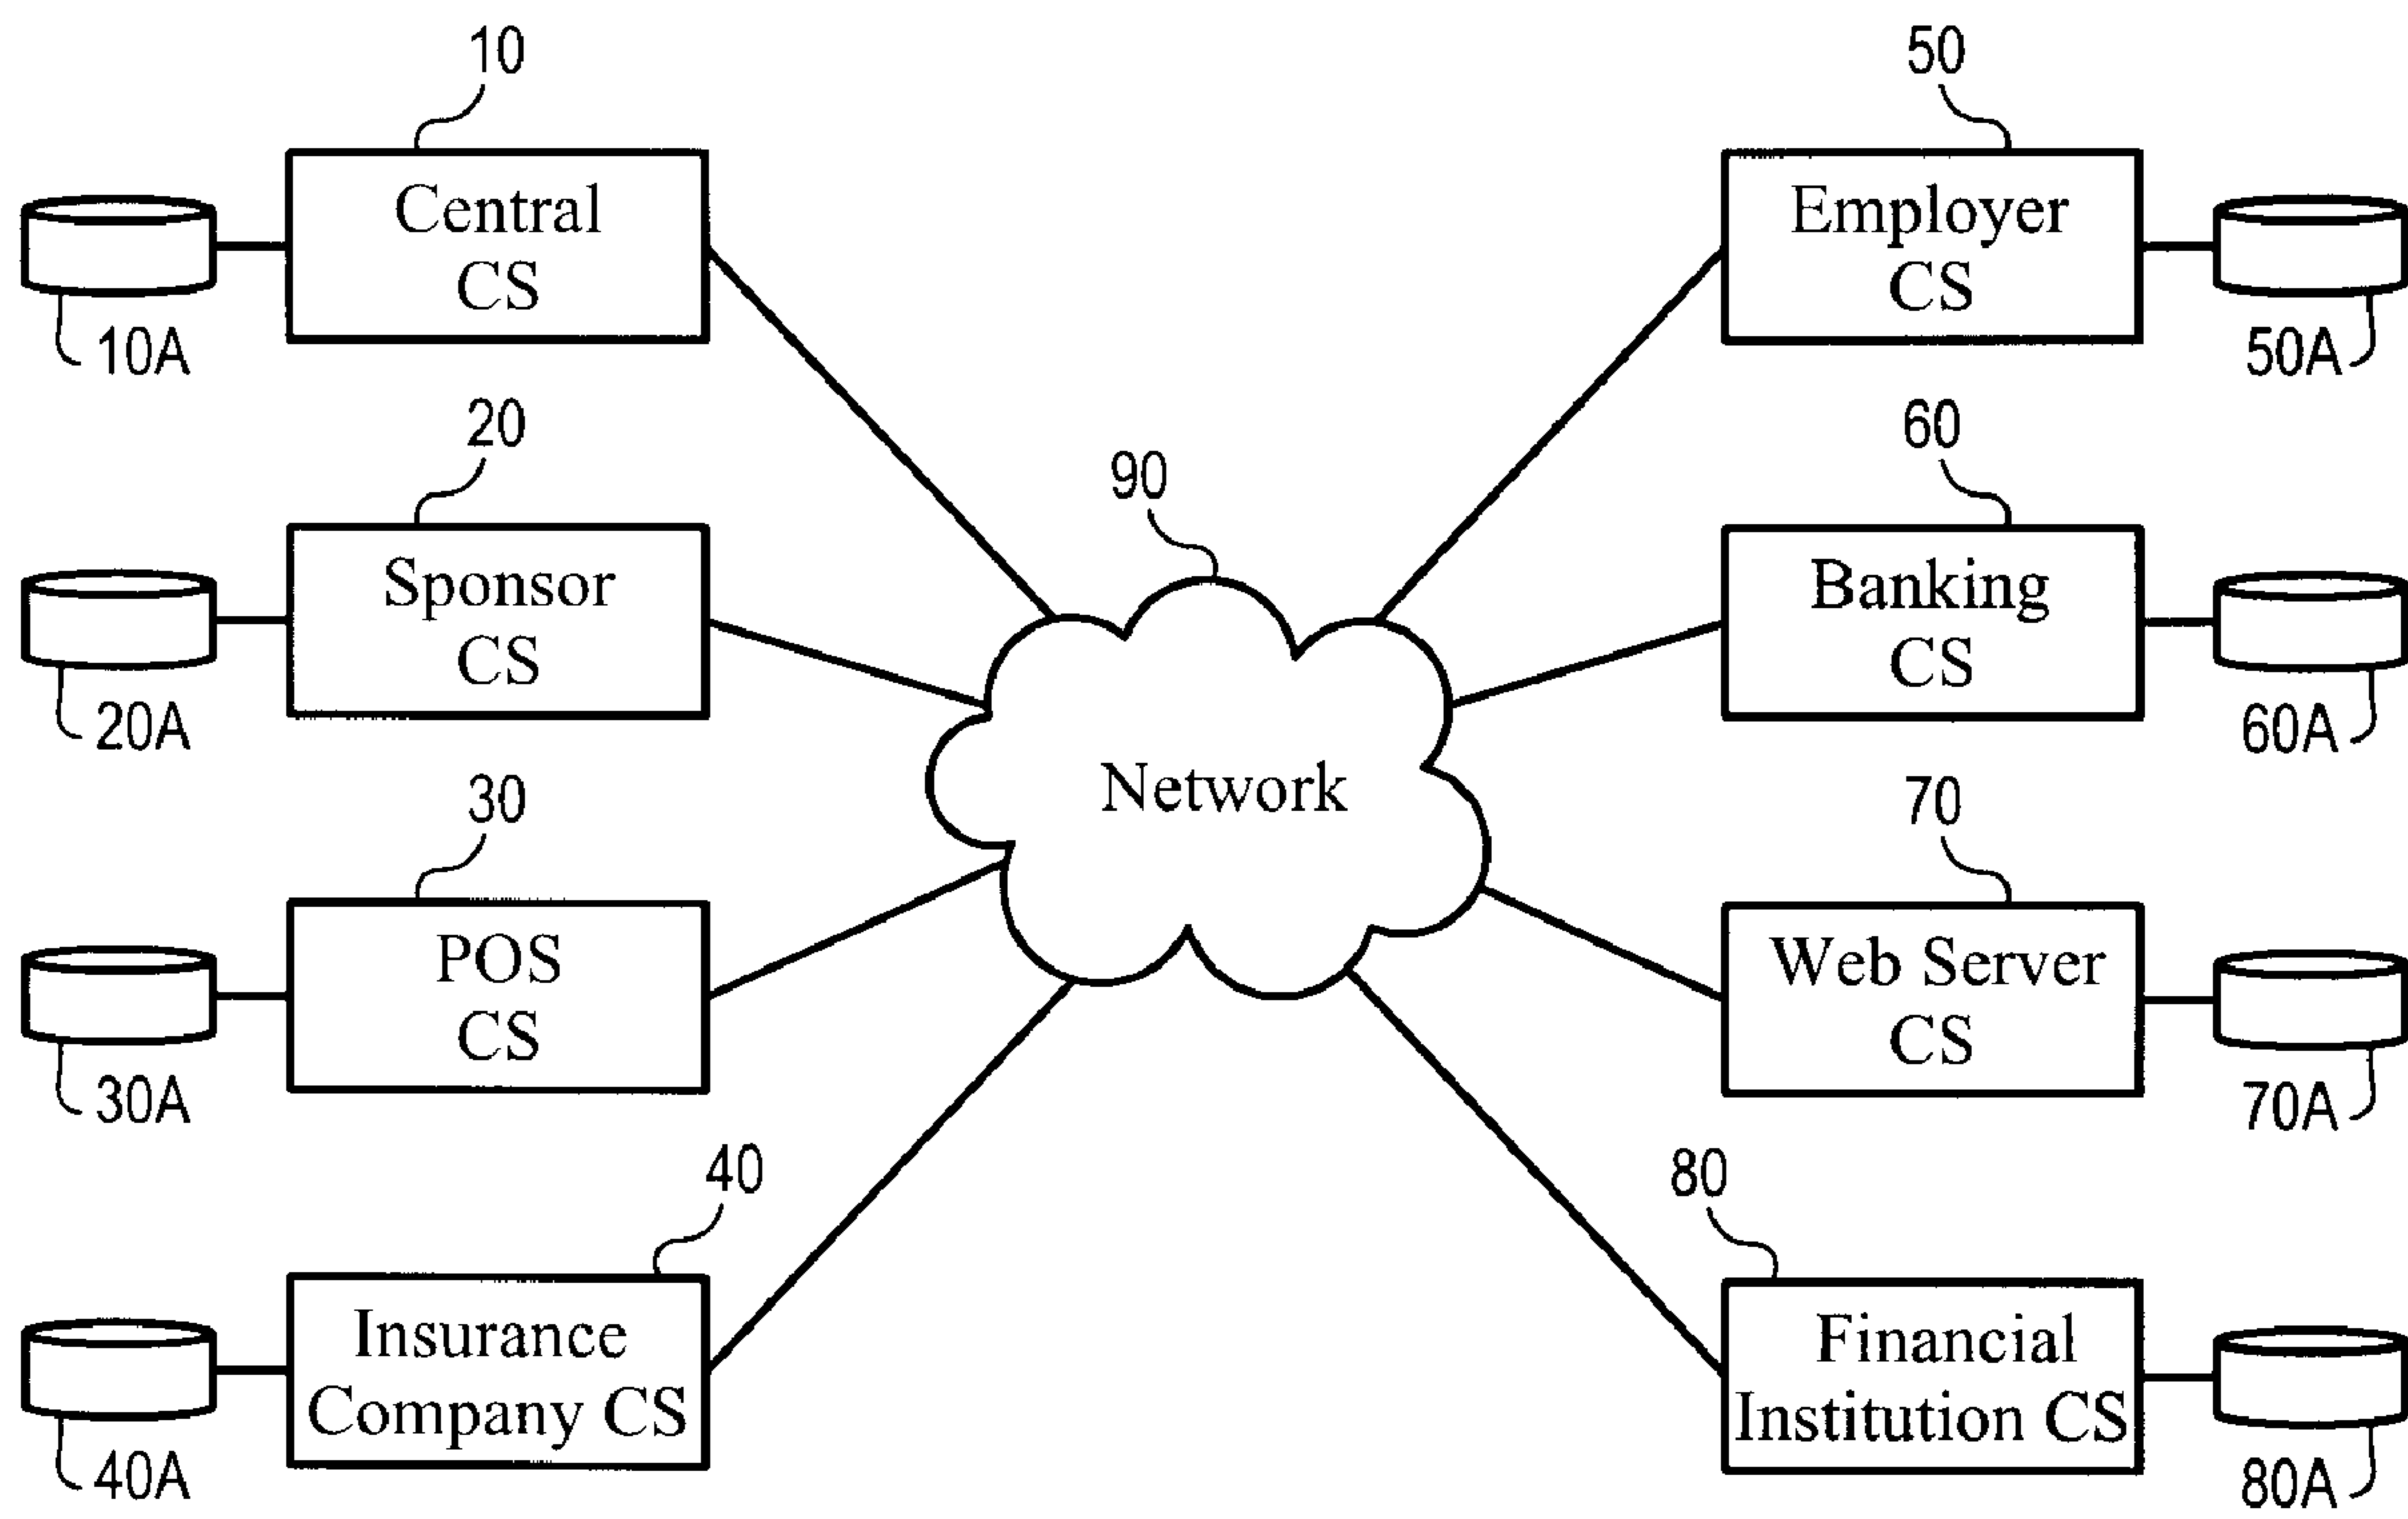 10
Central
CS
10A
20
Sponsor
CS
20A
30
POS
CS
30A
40
Insurance
Company CS
40A
90
Network
50
Employer
CS
50A
60
Banking
CS
60A
70
Web Server
CS
70A
80
Financial
Institution CS
80A